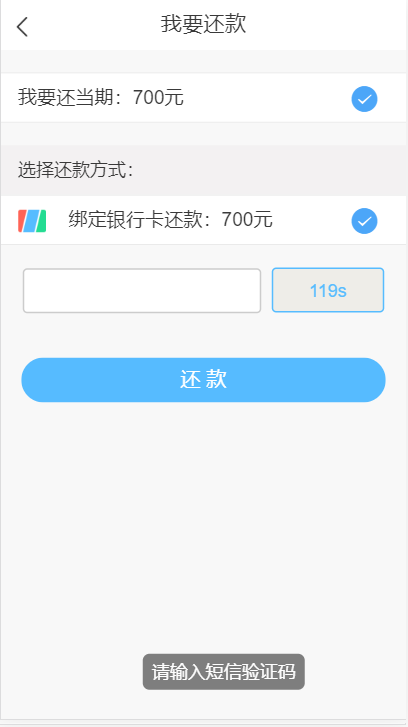 我要还款
我要还当期：700元
选择还款方式：
绑定银行卡还款：700元
119s
还 款
请输入短信验证码